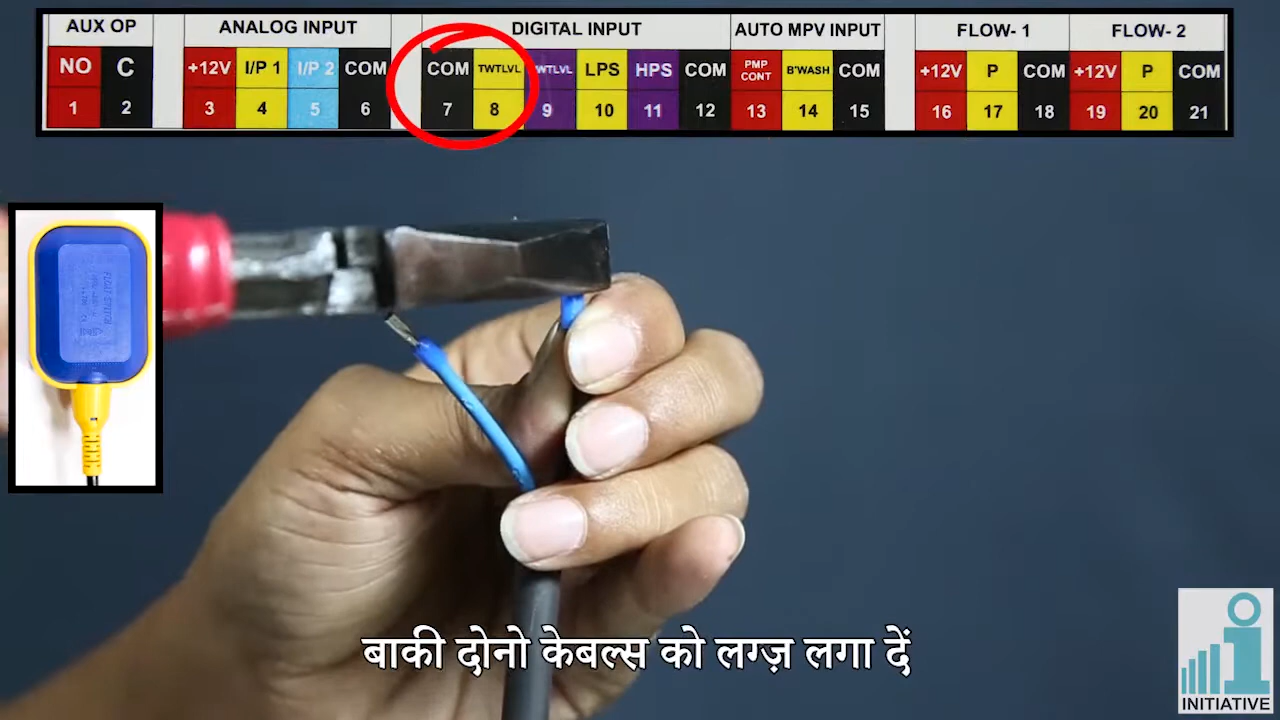 AUX OP ANALOG INPUT DIGITAL INPUT AUTO MPV INPUT FLOW- 1 FLOW- 2
NO C +12V I/P 1 I/P 2 COM COM TWTLVL WTLVL LPS HPS COM PMP CONT B'WASH COM +12V P COM +12V P COM
1 2 3 4 5 6 7 8 9 10 11 12 13 14 15 16 17 18 19 20 21
बाकी दोनो केबल्स को लग्ज़ लगा दें
INITIATIVE